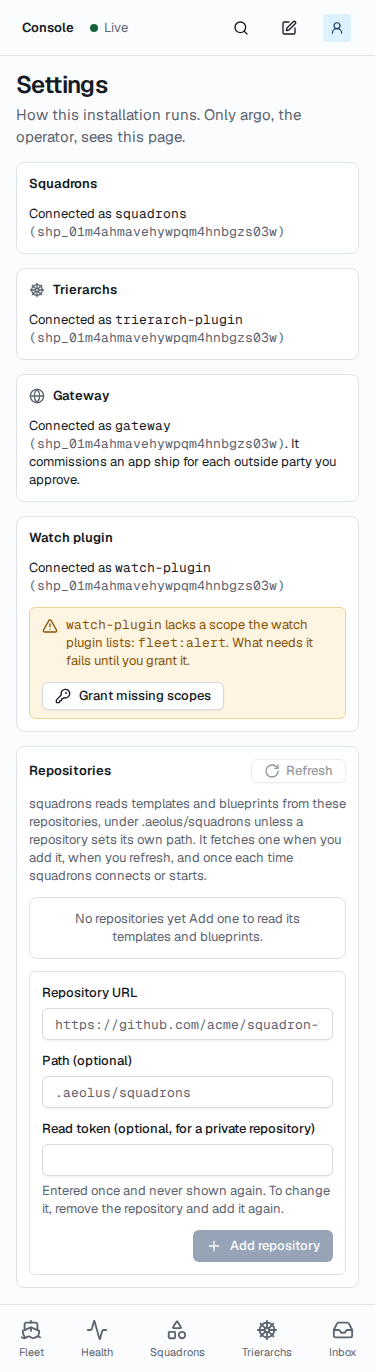 Console
Live
Settings
How this installation runs. Only argo, the
operator, sees this page.
Squadrons
Connected as squadrons
(shp_01m4ahmavehywpqm4hnbgzs03w)
Trierarchs
Connected as trierarch-plugin
(shp_01m4ahmavehywpqm4hnbgzs03w)
Gateway
Connected as gateway
(shp_01m4ahmavehywpqm4hnbgzs03w). It
commissions an app ship for each outside party you
approve.
Watch plugin
Connected as watch-plugin
(shp_01m4ahmavehywpqm4hnbgzs03w)
watch-plugin lacks a scope the watch
plugin lists: fleet:alert. What needs it
fails until you grant it.
Grant missing scopes
Repositories
Refresh
squadrons reads templates and blueprints from these
repositories, under .aeolus/squadrons unless a
repository sets its own path. It fetches one when you
add it, when you refresh, and once each time
squadrons connects or starts.
No repositories yet Add one to read its
templates and blueprints.
Repository URL
https://github.com/acme/squadron-
Path (optional)
.aeolus/squadrons
Read token (optional, for a private repository)
Entered once and never shown again. To change
it, remove the repository and add it again.
Add repository
Fleet
Health
Squadrons
Trierarchs
Inbox